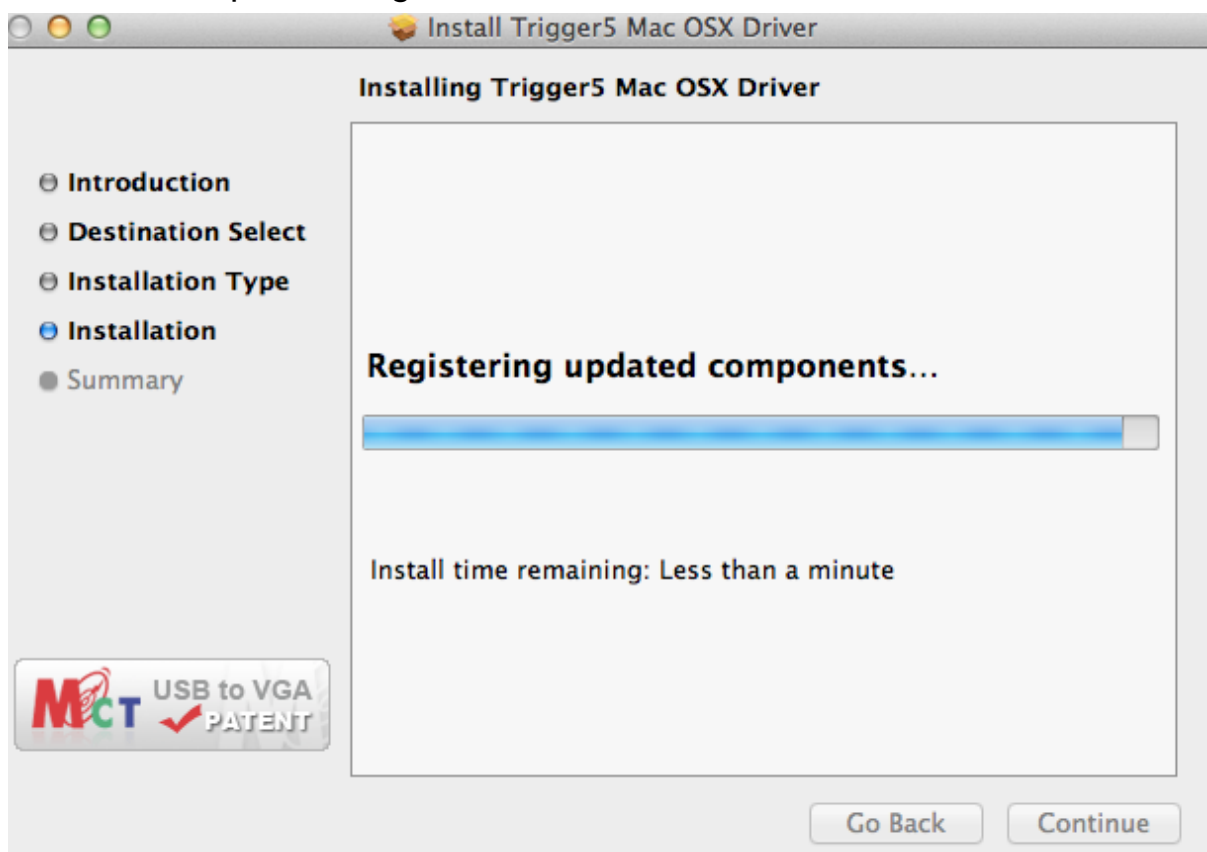 Install Trigger5 Mac OSX Driver
Installing Trigger5 Mac OSX Driver
Introduction
Destination Select
Installation Type
Installation
Summary
Registering updated components...
Install time remaining: Less than a minute
MCT USB to VGA
PATENT
Go Back
Continue